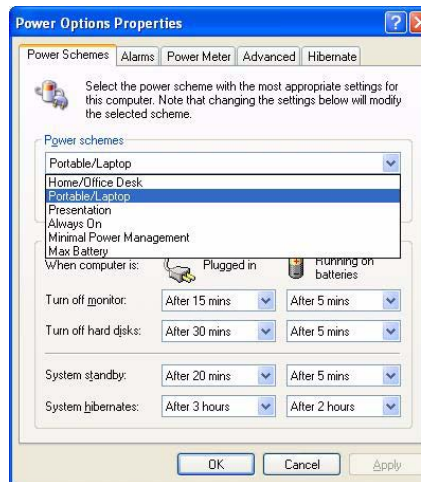 Power Options Properties
Power Schemes Alarms Power Meter Advanced Hibernate
Select the power scheme with the most appropriate settings for
this computer. Note that changing the settings below will modify
the selected scheme.
Power schemes
Portable/Laptop
Home/Office Desk
Portable/Laptop
Presentation
Always On
Minimal Power Management
Max Battery
When computer is: Plugged in Running on
batteries
Turn off monitor: After 15 mins After 5 mins
Turn off hard disks: After 30 mins After 5 mins
System standby: After 20 mins After 5 mins
System hibernates: After 3 hours After 2 hours
OK Cancel Apply